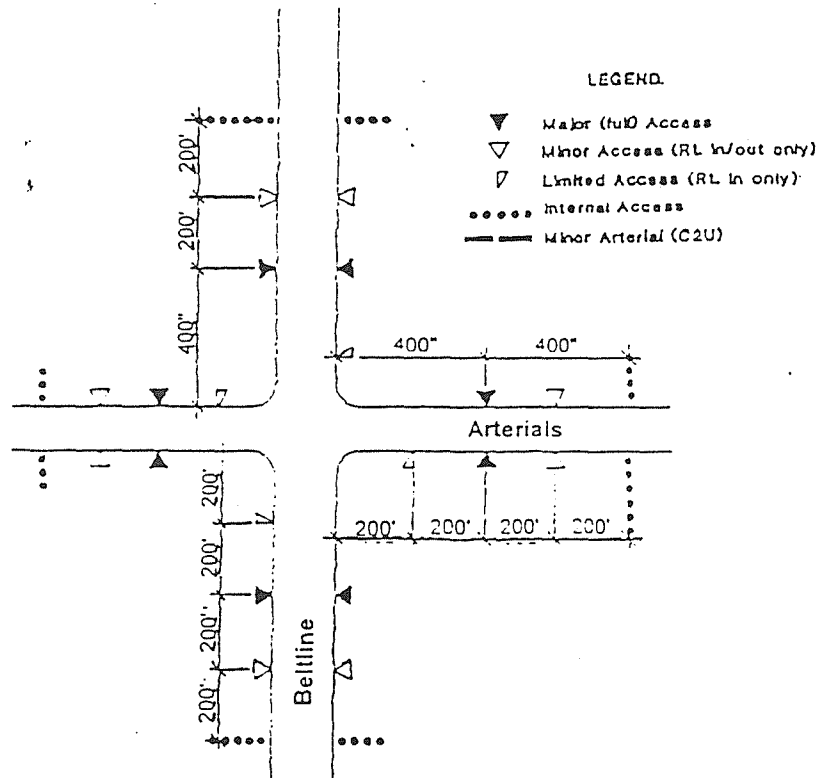 LEGEND
Major (full) Access
Minor Access (RL in/out only)
Limited Access (RL in only)
Internal Access
Minor Arterial (C2U)
200'
200'
400"
400"
400"
Arterials
200'
200'
200'
200'
200'
200'
200'
200'
Beltline